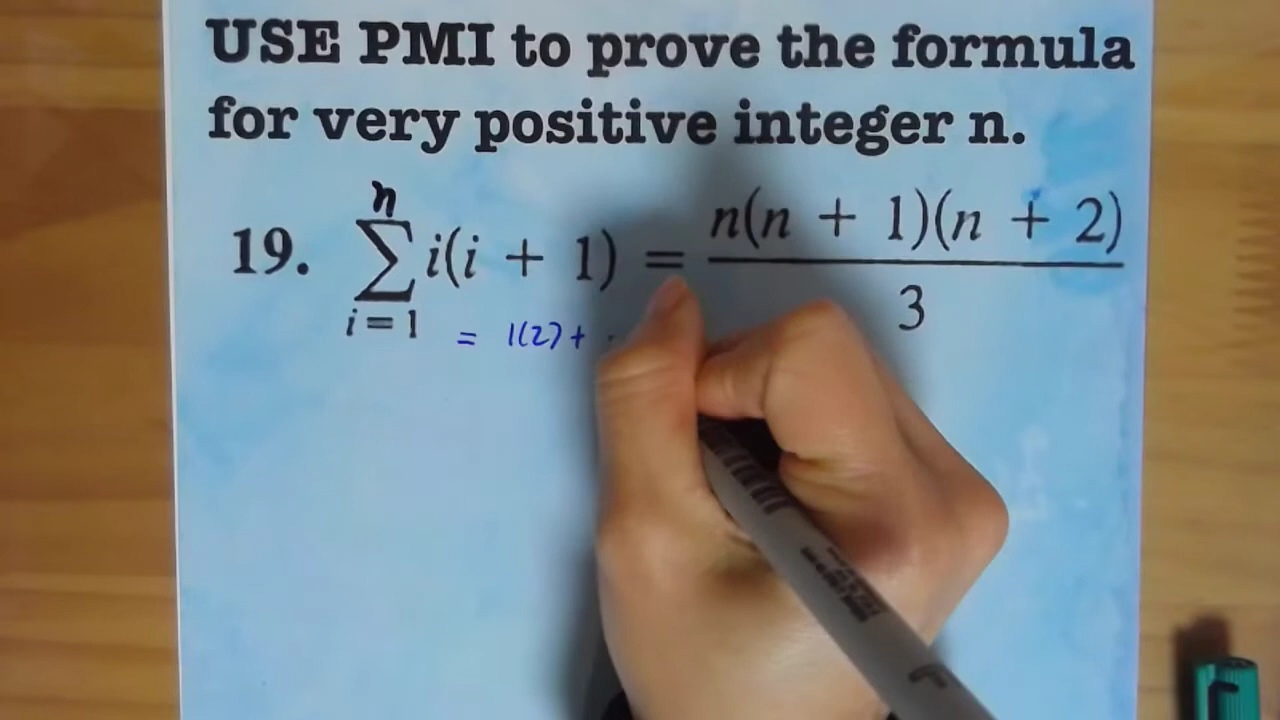 USE PMI to prove the formula
for very positive integer n.
n
19. ∑ i(i + 1) = n(n + 1)(n + 2)
3
i = 1
= 1(2) +